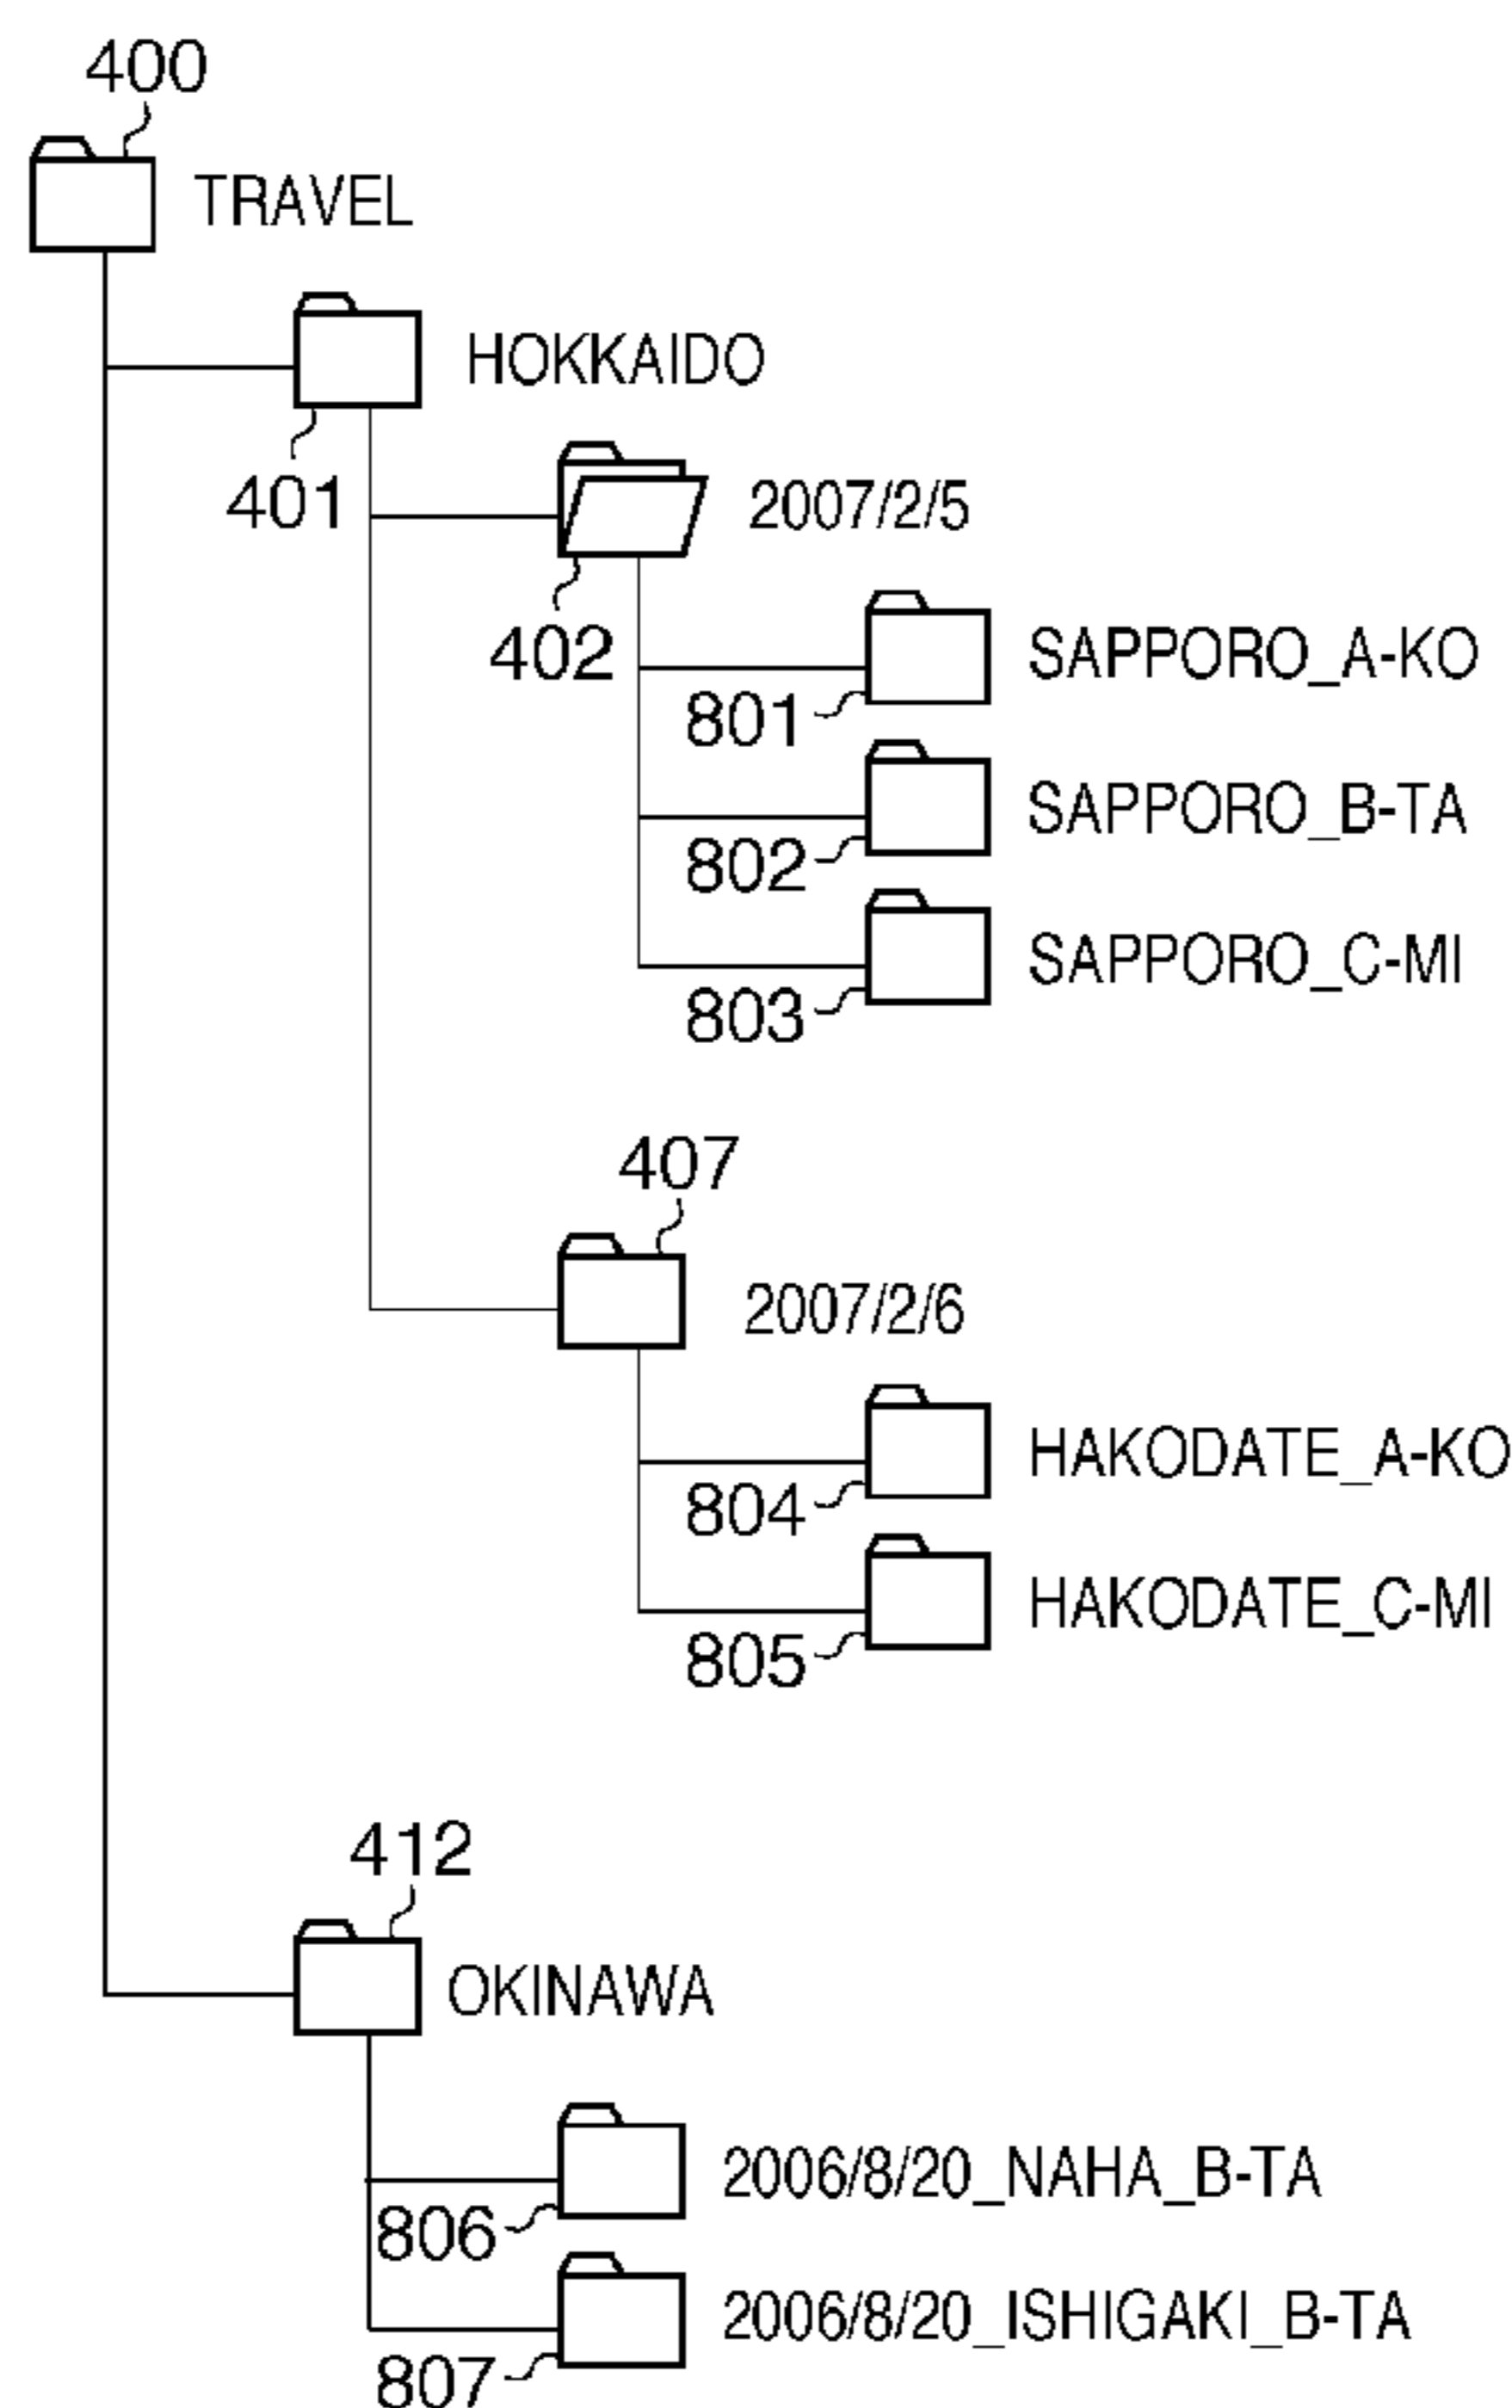 400
TRAVEL
HOKKAIDO
401
2007/2/5
402
SAPPORO_A-KO
801
SAPPORO_B-TA
802
SAPPORO_C-MI
803
407
2007/2/6
HAKODATE_A-KO
804
HAKODATE_C-MI
805
412
OKINAWA
2006/8/20_NAHA_B-TA
806
2006/8/20_ISHIGAKI_B-TA
807